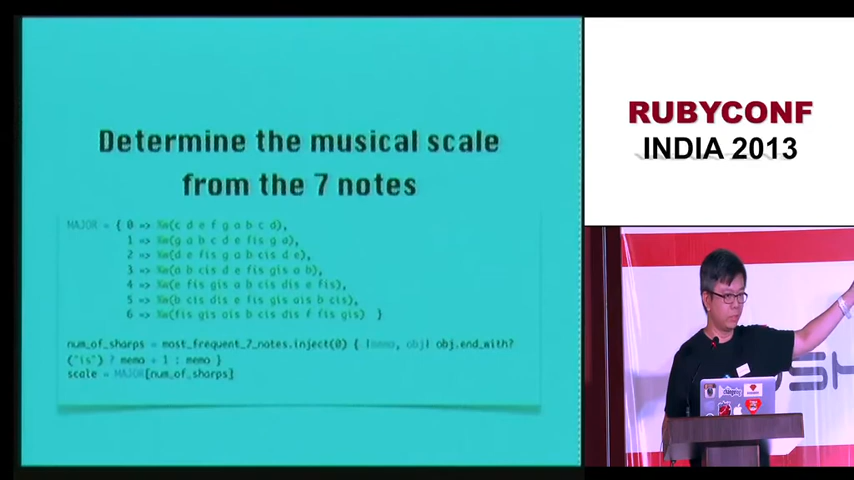 Determine the musical scale
from the 7 notes
MAJOR = { 0 => %w(c d e f g a b c d),
1 => %w(g a b c d e fis g a),
2 => %w(d e fis g a b cis d e),
3 => %w(a b cis d e fis gis a b),
4 => %w(e fis gis a b cis dis e fis),
5 => %w(b cis dis e fis gis ais b cis),
6 => %w(fis gis ais b cis dis f fis gis) }
num_of_sharps = most_frequent_7_notes.inject(0) { |memo, obj| obj.end_with?
("is") ? memo + 1 : memo }
scale = MAJOR[num_of_sharps]
RUBYCONF
INDIA 2013
OSH